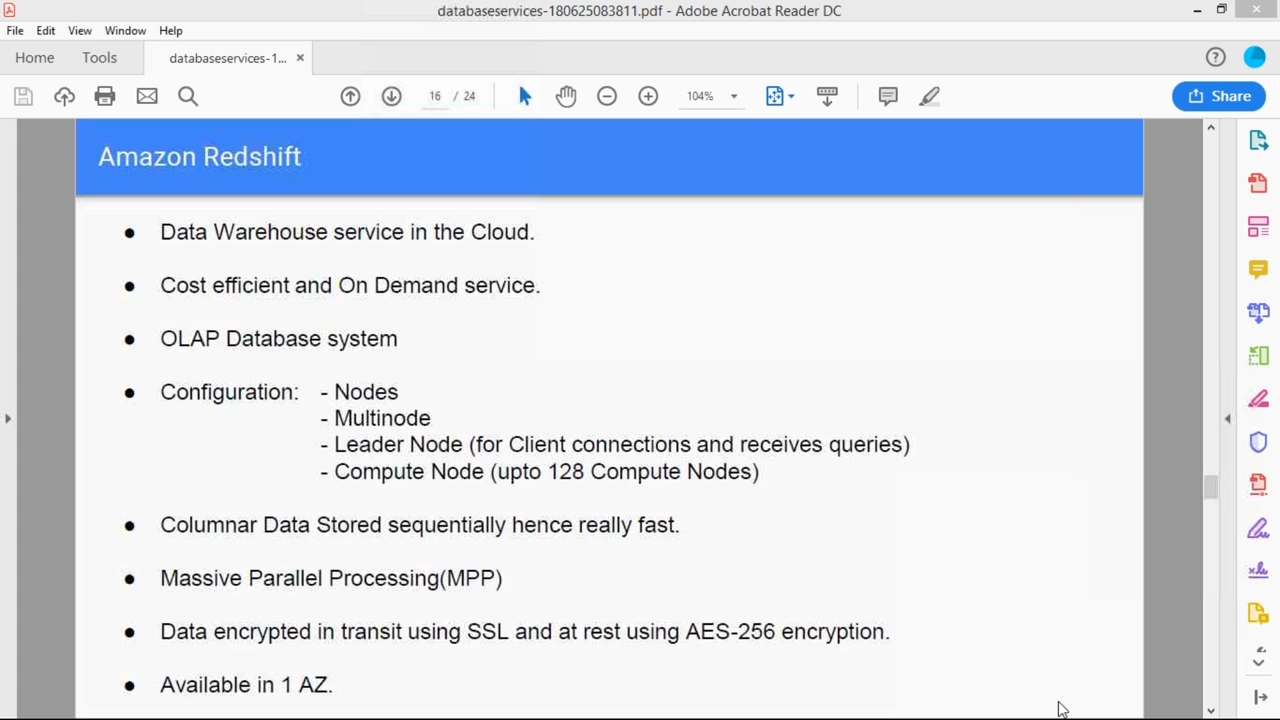 databaseservices-180625083811.pdf - Adobe Acrobat Reader DC
File Edit View Window Help
Home Tools databaseservices-1... ×
16 / 24 104% Share
Amazon Redshift
● Data Warehouse service in the Cloud.
● Cost efficient and On Demand service.
● OLAP Database system
● Configuration: - Nodes
- Multinode
- Leader Node (for Client connections and receives queries)
- Compute Node (upto 128 Compute Nodes)
● Columnar Data Stored sequentially hence really fast.
● Massive Parallel Processing(MPP)
● Data encrypted in transit using SSL and at rest using AES-256 encryption.
● Available in 1 AZ.